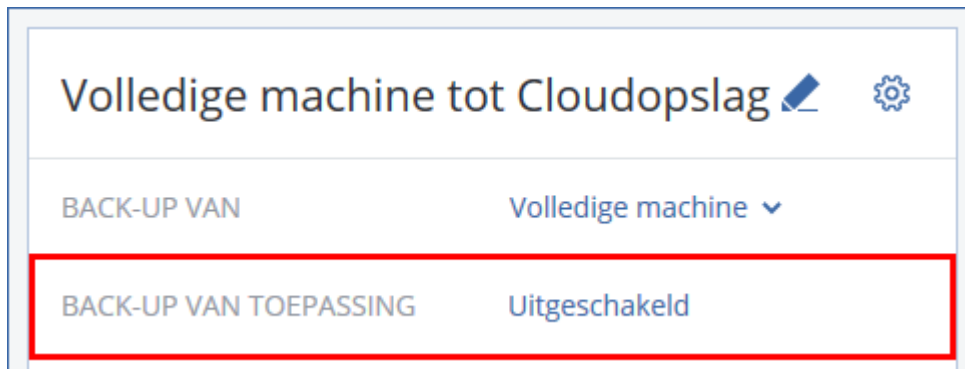 Volledige machine tot Cloudopslag
BACK-UP VAN Volledige machine
BACK-UP VAN TOEPASSING Uitgeschakeld